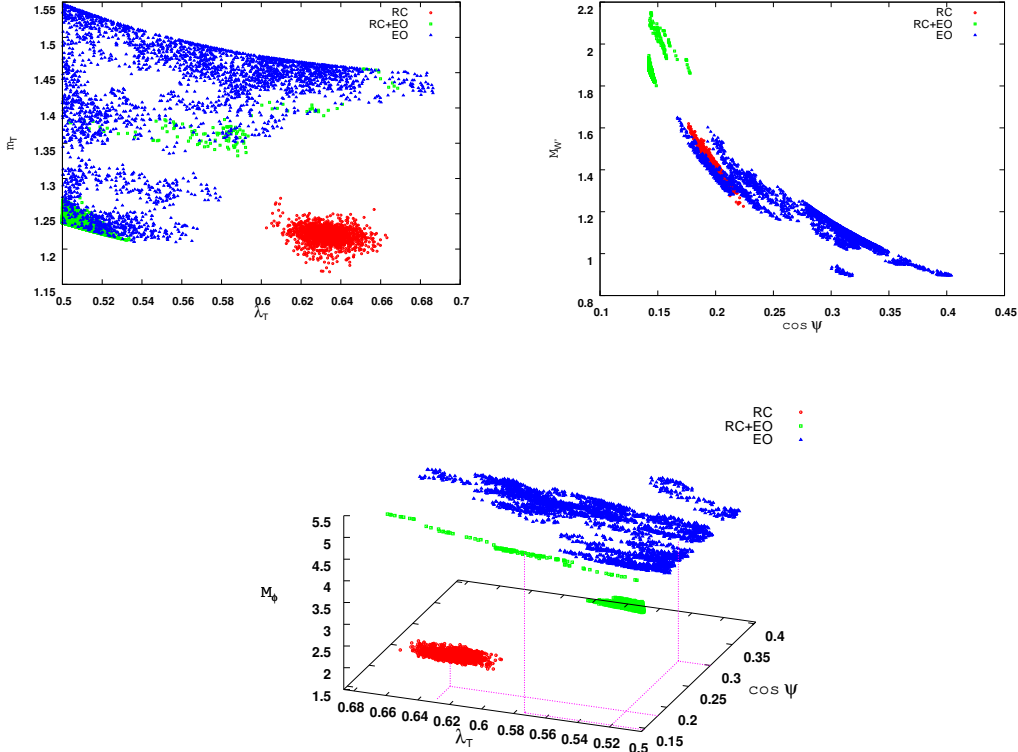 1.55
1.5
1.45
1.4
1.35
1.3
1.25
1.2
1.15
m_T
0.5 0.52 0.54 0.56 0.58 0.6 0.62 0.64 0.66 0.68 0.7
λ_T
RC
RC+EO
EO
2.2
2
1.8
1.6
1.4
1.2
1
0.8
M_W'
0.1 0.15 0.2 0.25 0.3 0.35 0.4 0.45
cos ψ
RC
RC+EO
EO
RC
RC+EO
EO
5.5
5
4.5
4
3.5
3
2.5
2
1.5
M_ϕ
0.68 0.66 0.64 0.62 0.6 0.58 0.56 0.54 0.52 0.5
λ_T
0.4
0.35
0.3
0.25
0.2
0.15
cos ψ